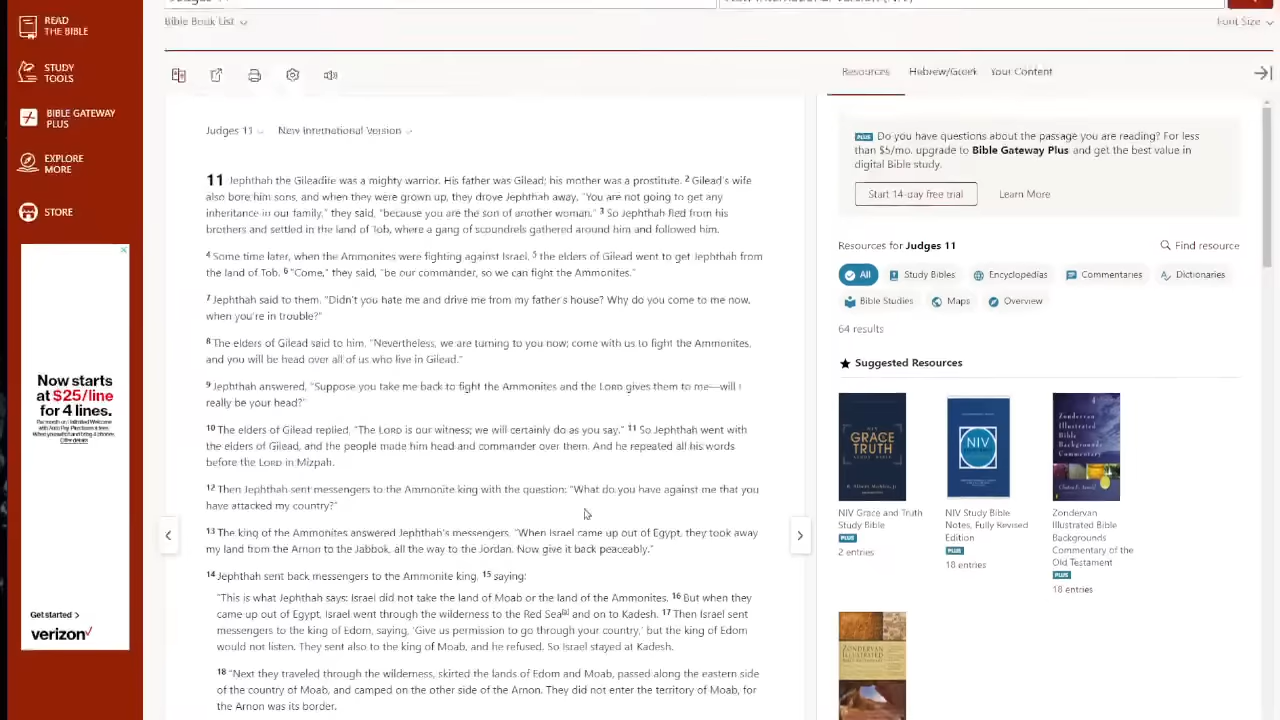 READ
THE BIBLE
STUDY
TOOLS
BIBLE GATEWAY
PLUS
EXPLORE
MORE
STORE
Now starts
at $25/line
for 4 lines.
Get started >
verizon✓
Bible Book List
Font Size
Judges 11
New International Version
11 Jephthah the Gileadite was a mighty warrior. His father was Gilead; his mother was a prostitute. 2 Gilead's wife
also bore him sons, and when they were grown up, they drove Jephthah away. "You are not going to get any
inheritance in our family," they said, "because you are the son of another woman." 3 So Jephthah fled from his
brothers and settled in the land of Tob, where a gang of scoundrels gathered around him and followed him.
4 Some time later, when the Ammonites were fighting against Israel, 5 the elders of Gilead went to get Jephthah from
the land of Tob. 6 "Come," they said, "be our commander, so we can fight the Ammonites."
7 Jephthah said to them, "Didn't you hate me and drive me from my father's house? Why do you come to me now,
when you're in trouble?"
8 The elders of Gilead said to him, "Nevertheless, we are turning to you now; come with us to fight the Ammonites,
and you will be head over all of us who live in Gilead."
9 Jephthah answered, "Suppose you take me back to fight the Ammonites and the LORD gives them to me—will I
really be your head?"
10 The elders of Gilead replied, "The LORD is our witness; we will certainly do as you say." 11 So Jephthah went with
the elders of Gilead, and the people made him head and commander over them. And he repeated all his words
before the LORD in Mizpah.
12 Then Jephthah sent messengers to the Ammonite king with the question: "What do you have against me that you
have attacked my country?"
13 The king of the Ammonites answered Jephthah's messengers, "When Israel came up out of Egypt, they took away
my land from the Arnon to the Jabbok, all the way to the Jordan. Now give it back peaceably."
14 Jephthah sent back messengers to the Ammonite king, 15 saying:
"This is what Jephthah says: Israel did not take the land of Moab or the land of the Ammonites. 16 But when they
came up out of Egypt, Israel went through the wilderness to the Red Sea[a] and on to Kadesh. 17 Then Israel sent
messengers to the king of Edom, saying, 'Give us permission to go through your country,' but the king of Edom
would not listen. They sent also to the king of Moab, and he refused. So Israel stayed at Kadesh.
18 "Next they traveled through the wilderness, skirted the lands of Edom and Moab, passed along the eastern side
of the country of Moab, and camped on the other side of the Arnon. They did not enter the territory of Moab, for
the Arnon was its border.
Resources Hebrew/Greek Your Content
PLUS Do you have questions about the passage you are reading? For less
than $5/mo. upgrade to Bible Gateway Plus and get the best value in
digital Bible study.
Start 14-day free trial Learn More
Resources for Judges 11 Find resource
All Study Bibles Encyclopedias Commentaries Dictionaries
Bible Studies Maps Overview
64 results
Suggested Resources
GRACE
TRUTH
NIV
Zondervan
Illustrated
Bible
Backgrounds
Commentary
NIV Grace and Truth
Study Bible
PLUS
2 entries
NIV Study Bible
Notes, Fully Revised
Edition
PLUS
18 entries
Zondervan
Illustrated Bible
Backgrounds
Commentary of the
Old Testament
PLUS
18 entries
ZONDERVAN
ILLUSTRATED